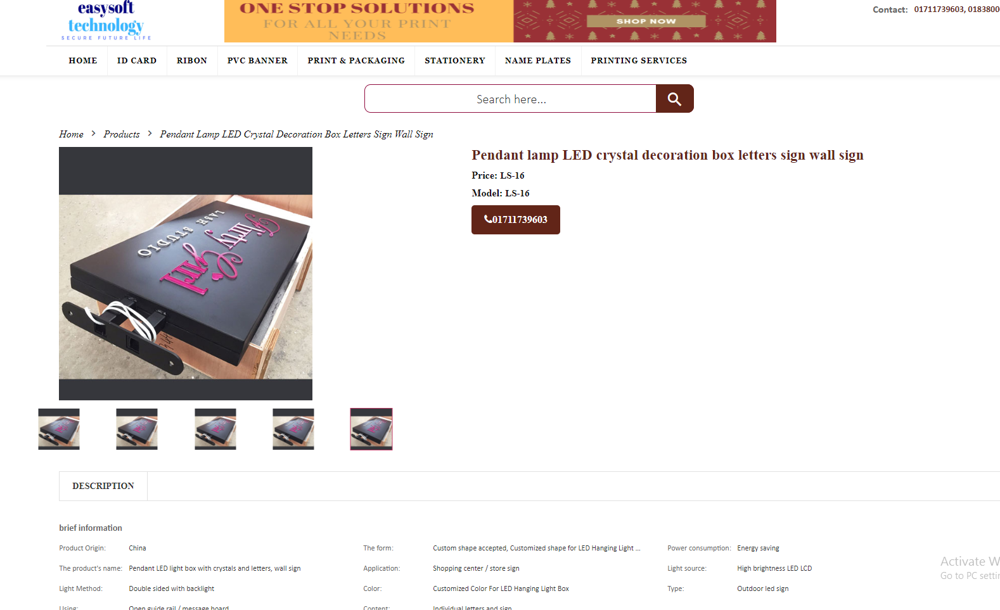 easysoft
technology
SECURE FUTURE LIFE
ONE STOP SOLUTIONS
FOR ALL YOUR PRINT
NEEDS
SHOP NOW
Contact: 01711739603, 0183800
HOME
ID CARD
RIBON
PVC BANNER
PRINT & PACKAGING
STATIONERY
NAME PLATES
PRINTING SERVICES
Search here...
Home > Products > Pendant Lamp LED Crystal Decoration Box Letters Sign Wall Sign
LASH STUDIO
Pendant lamp LED crystal decoration box letters sign wall sign
Price: LS-16
Model: LS-16
01711739603
DESCRIPTION
brief information
Product Origin: China
The form: Custom shape accepted, Customized shape for LED Hanging Light ...
Power consumption: Energy saving
The product's name: Pendant LED light box with crystals and letters, wall sign
Application: Shopping center / store sign
Light source: High brightness LED LCD
Light Method: Double sided with backlight
Color: Customized Color For LED Hanging Light Box
Type: Outdoor led sign
Using: Open guide rail / message board
Content: Individual letters and sign
Activate W
Go to PC settin